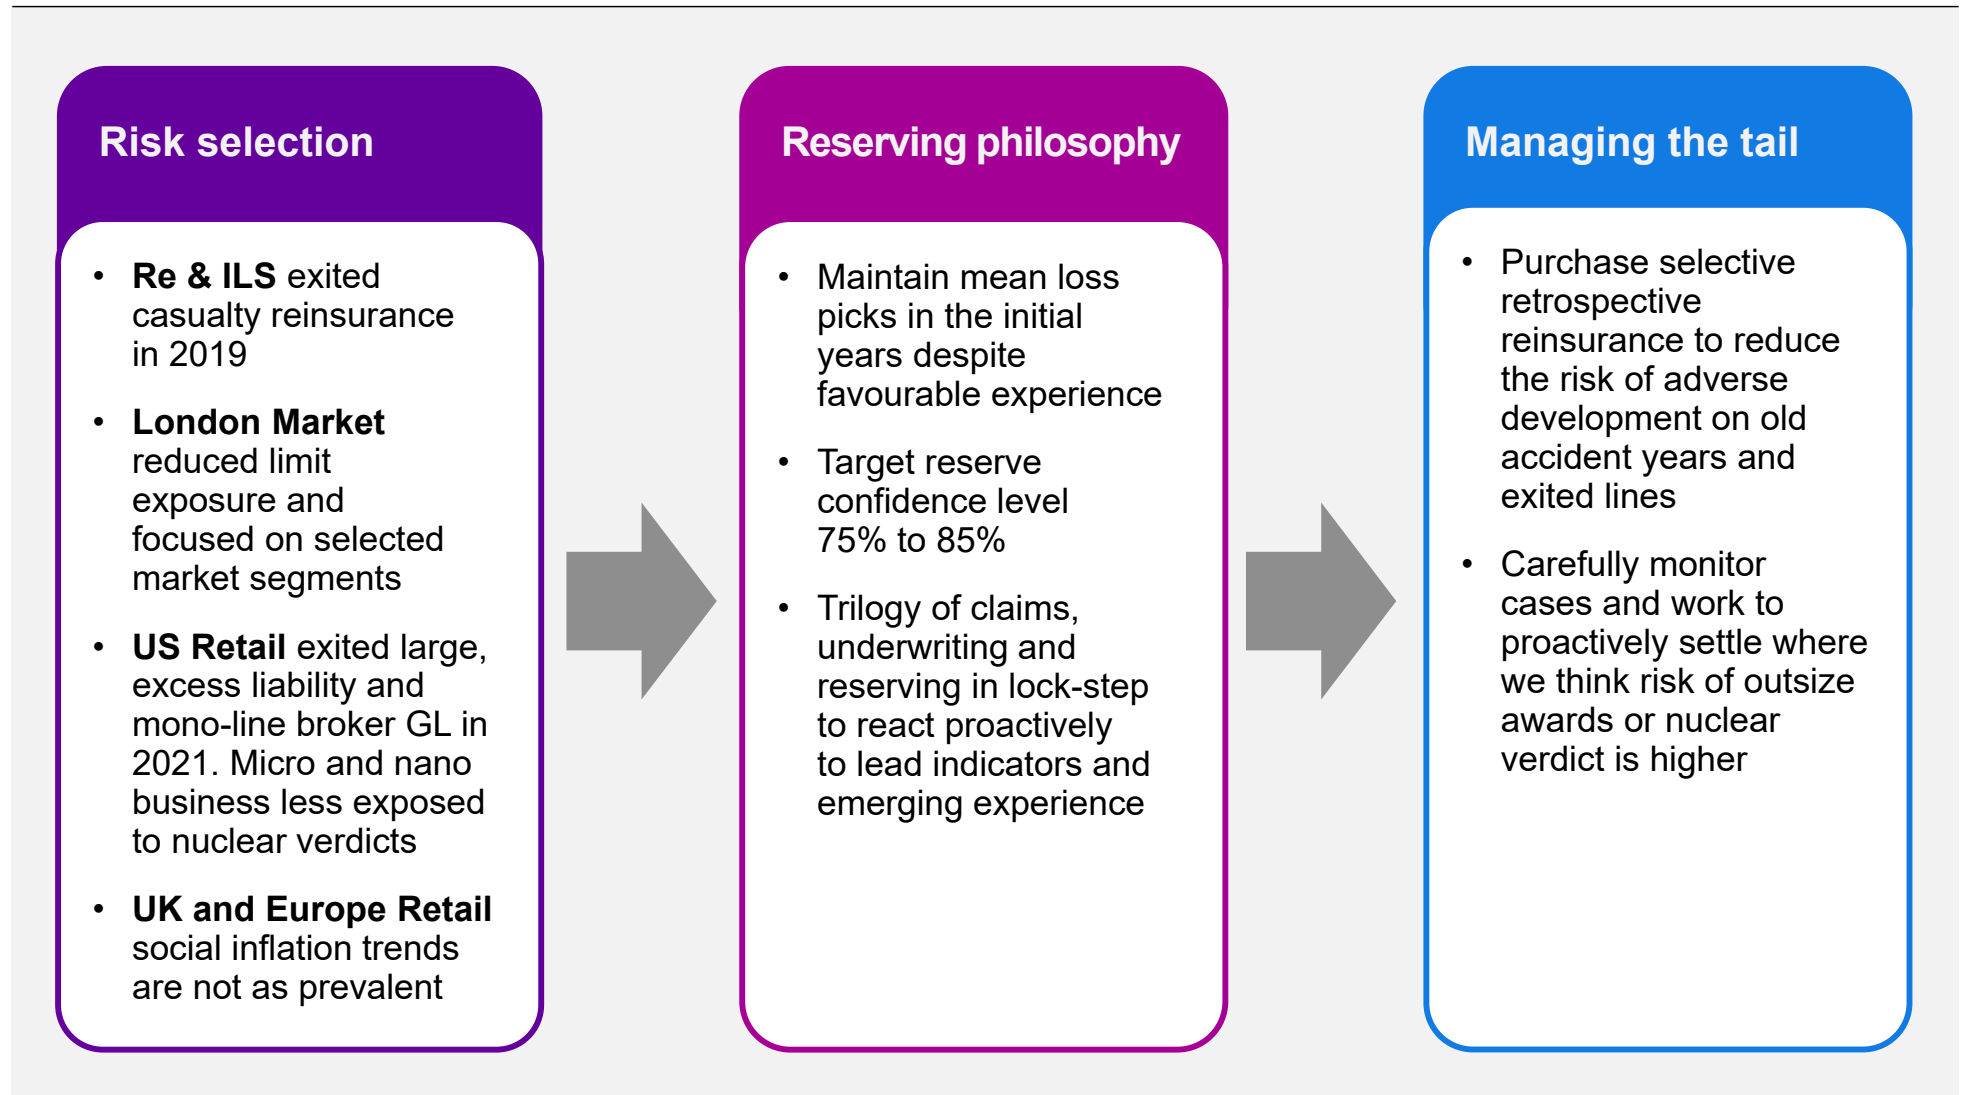 Risk selection
• Re & ILS exited
casualty reinsurance
in 2019
• London Market
reduced limit
exposure and
focused on selected
market segments
• US Retail exited large,
excess liability and
mono-line broker GL in
2021. Micro and nano
business less exposed
to nuclear verdicts
• UK and Europe Retail
social inflation trends
are not as prevalent
Reserving philosophy
• Maintain mean loss
picks in the initial
years despite
favourable experience
• Target reserve
confidence level
75% to 85%
• Trilogy of claims,
underwriting and
reserving in lock-step
to react proactively
to lead indicators and
emerging experience
Managing the tail
• Purchase selective
retrospective
reinsurance to reduce
the risk of adverse
development on old
accident years and
exited lines
• Carefully monitor
cases and work to
proactively settle where
we think risk of outsize
awards or nuclear
verdict is higher